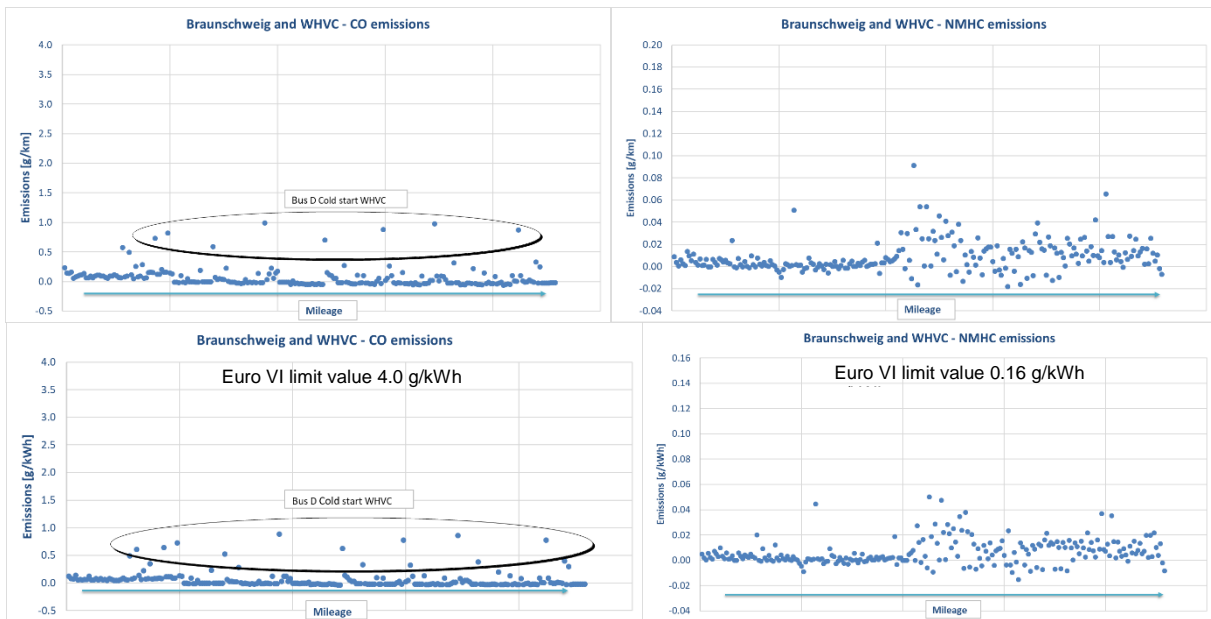 Braunschweig and WHVC - CO emissions
4.0
3.5
3.0
2.5
2.0
1.5
1.0
0.5
0.0
-0.5
Emissions [g/km]
Bus D Cold start WHVC
Mileage
Braunschweig and WHVC - NMHC emissions
0.20
0.18
0.16
0.14
0.12
0.10
0.08
0.06
0.04
0.02
0.00
-0.02
-0.04
Emissions [g/km]
Mileage
Braunschweig and WHVC - CO emissions
Euro VI limit value 4.0 g/kWh
4.0
3.5
3.0
2.5
2.0
1.5
1.0
0.5
0.0
-0.5
Emissions [g/kWh]
Bus D Cold start WHVC
Mileage
Braunschweig and WHVC - NMHC emissions
Euro VI limit value 0.16 g/kWh
0.16
0.14
0.12
0.10
0.08
0.06
0.04
0.02
0.00
-0.02
-0.04
Emissions [g/kWh]
Mileage